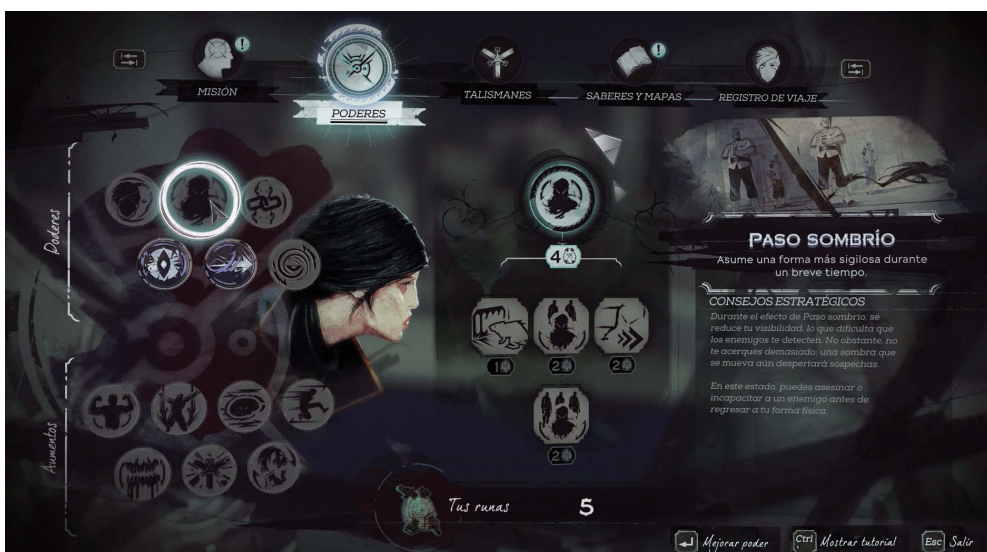 MISIÓN
PODERES
TALISMANES
SABERES Y MAPAS
REGISTRO DE VIAJE
Poderes
Aumentos
4
1
2
2
2
Tus runas 5
PASO SOMBRÍO
Asume una forma más sigilosa durante
un breve tiempo.
CONSEJOS ESTRATÉGICOS
Durante el efecto de Paso sombrío, se
reduce tu visibilidad, lo que dificulta que
los enemigos te detecten. No obstante, no
te acerques demasiado; una sombra que
se mueva aún despertará sospechas.
En este estado, puedes asesinar o
incapacitar a un enemigo antes de
regresar a tu forma física.
Mejorar poder
Ctrl Mostrar tutorial
Esc Salir